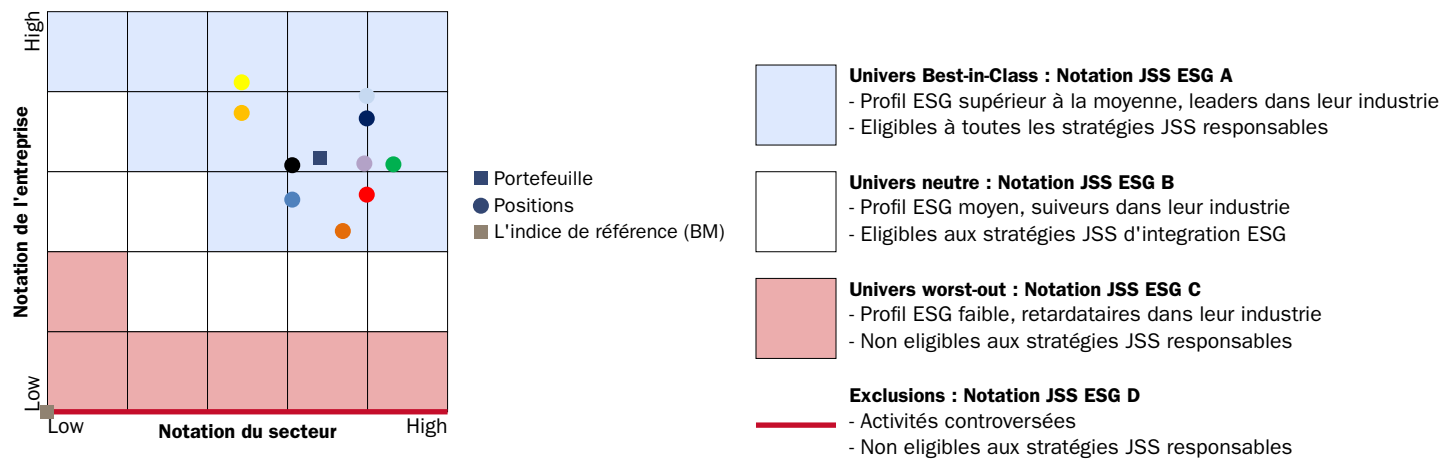 High
Notation de l'entreprise
Low
Low
Notation du secteur
High
Portefeuille
Positions
L'indice de référence (BM)
Univers Best-in-Class : Notation JSS ESG A
- Profil ESG supérieur à la moyenne, leaders dans leur industrie
- Eligibles à toutes les stratégies JSS responsables
Univers neutre : Notation JSS ESG B
- Profil ESG moyen, suiveurs dans leur industrie
- Eligibles aux stratégies JSS d'integration ESG
Univers worst-out : Notation JSS ESG C
- Profil ESG faible, retardataires dans leur industrie
- Non eligibles aux stratégies JSS responsables
Exclusions : Notation JSS ESG D
- Activités controversées
- Non eligibles aux stratégies JSS responsables